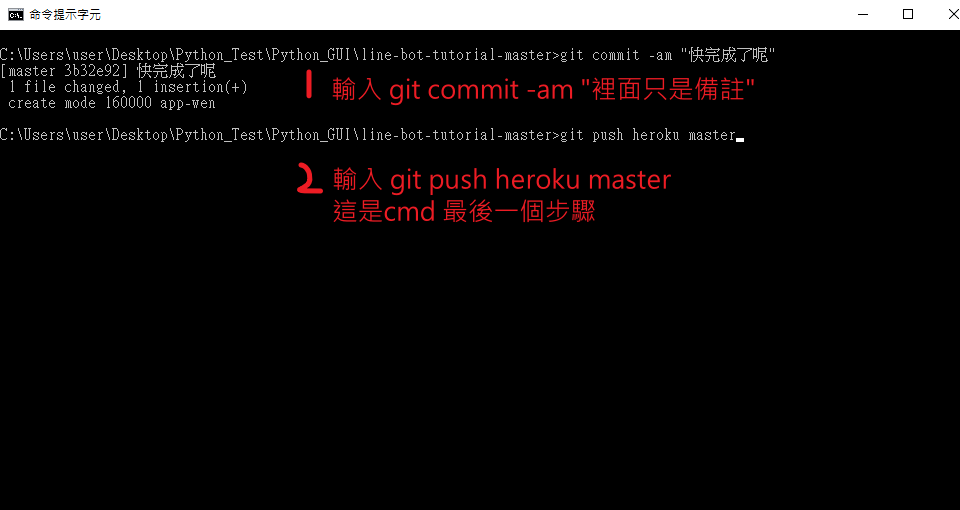 命令提示字元
C:\Users\user\Desktop\Python_Test\Python_GUI\line-bot-tutorial-master>git commit -am "快完成了呢"
[master 3b32e92] 快完成了呢
 1 file changed, 1 insertion(+)
 create mode 160000 app-wen
1 輸入 git commit -am "裡面只是備註"
C:\Users\user\Desktop\Python_Test\Python_GUI\line-bot-tutorial-master>git push heroku master
2 輸入 git push heroku master
這是cmd 最後一個步驟